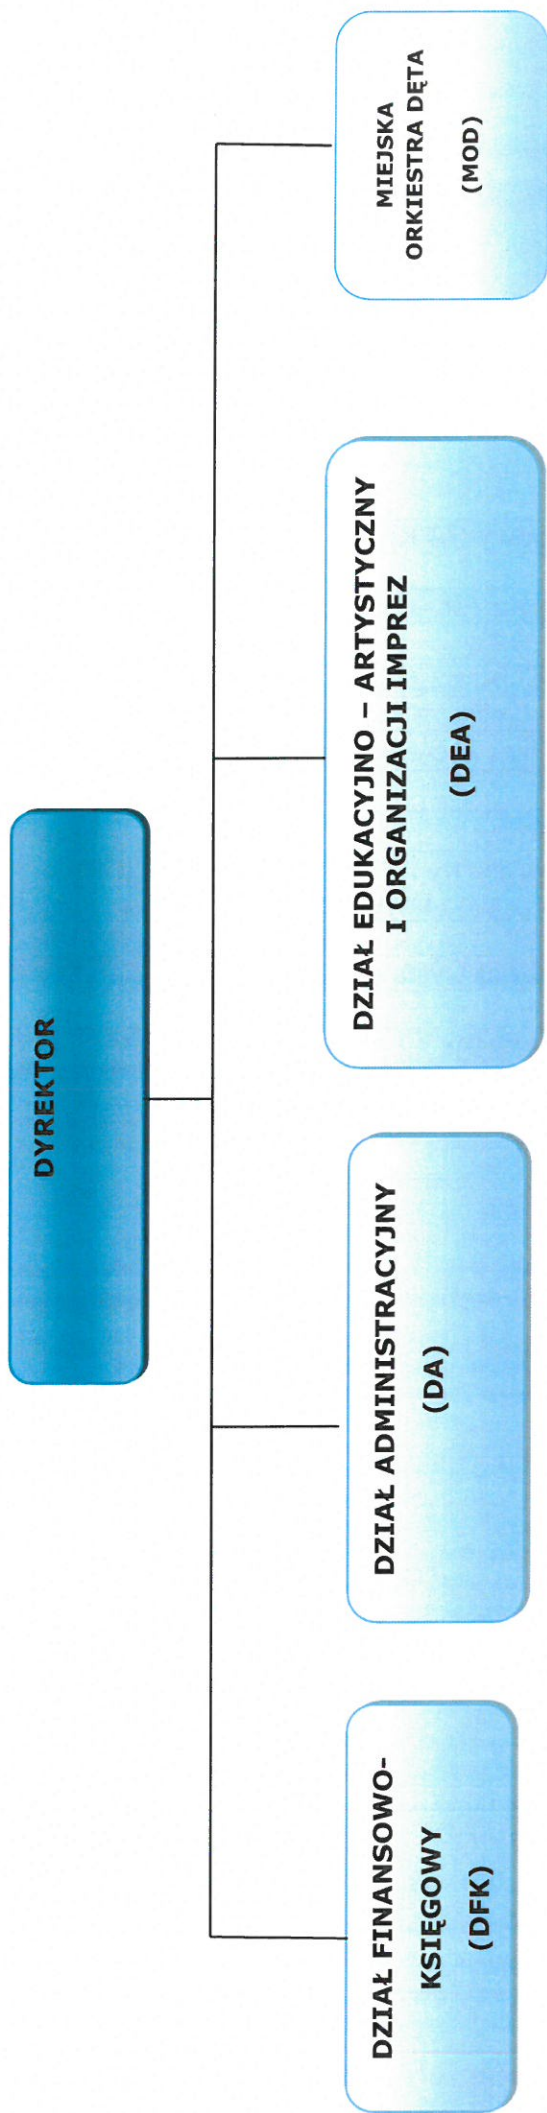 DYREKTOR
DZIAŁ FINANSOWO-
KSIĘGOWY
(DFK)
DZIAŁ ADMINISTRACYJNY
(DA)
DZIAŁ EDUKACYJNO – ARTYSTYCZNY
I ORGANIZACJI IMPREZ
(DEA)
MIEJSKA
ORKIESTRA DĘTA
(MOD)